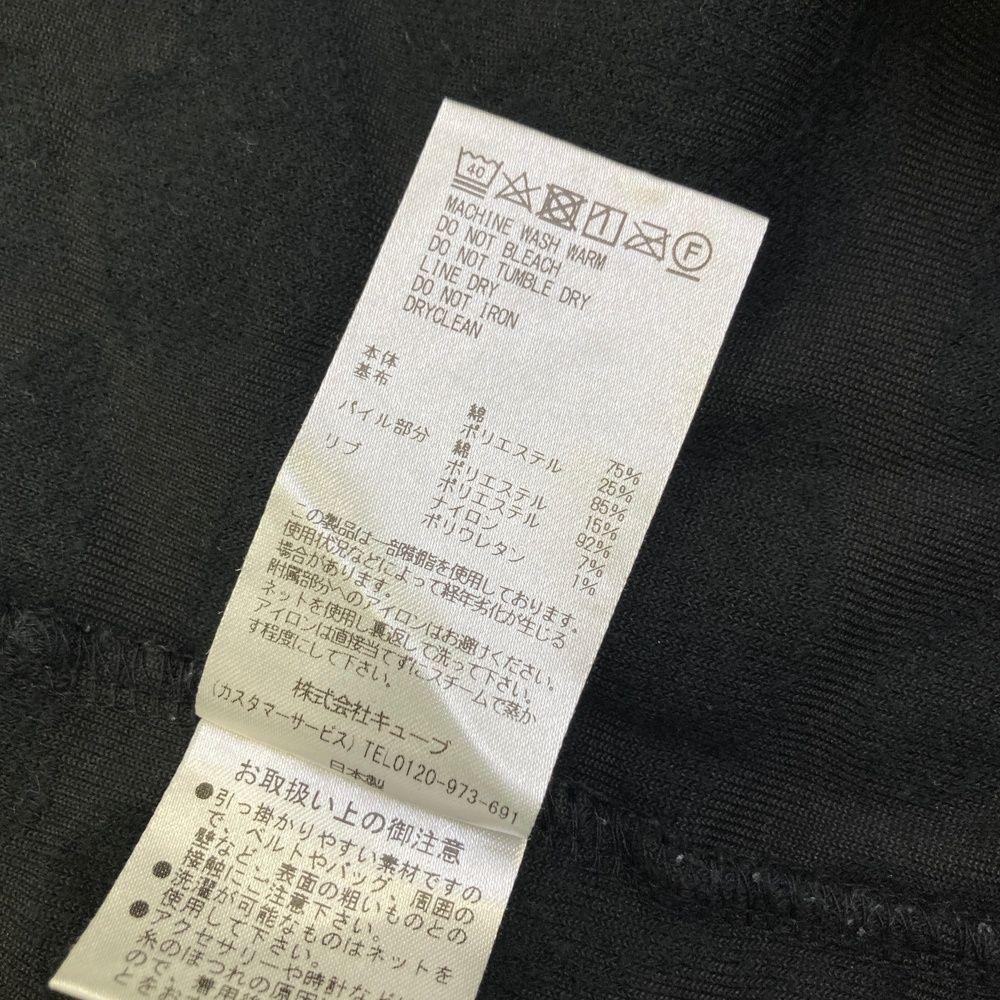 40
F
MACHINE WASH WARM
DO NOT BLEACH
DO NOT TUMBLE DRY
LINE DRY
DO NOT IRON
DRYCLEAN
本体
基布 綿 75%
ポリエステル 25%
パイル部分 綿 85%
ポリエステル 15%
リブ ポリエステル 92%
ナイロン 7%
ポリウレタン 1%
この製品は一部樹脂を使用しております。
使用状況などによって経年劣化が生じる
場合があります。
附属部分へのアイロンはお避けください。
ネットを使用し裏返して洗って下さい。
アイロンは直接当てずにスチームで蒸か
す程度にして下さい。
株式会社キューブ
(カスタマーサービス)TEL0120-973-691
日本製
お取扱い上の御注意
●引っ掛かりやすい素材ですの
で、ベルトやバッグ、周囲の
壁など、表面の粗いものとの
接触にご注意下さい。
●洗濯が可能なものはネットを
使用して下さい。
●アクセサリーや時計など
糸のほつれの原因
ので、着用
とをお